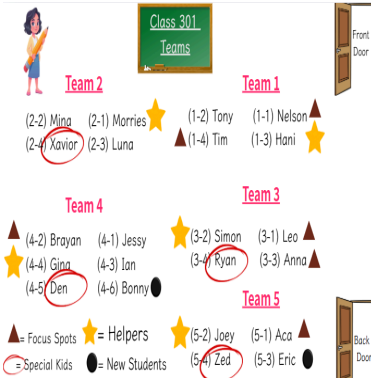 Class 301
Teams
Front
Door
Team 2
Team 1
(2-2) Mina (2-1) Morries
(2-4) Xavior (2-3) Luna
(1-2) Tony (1-1) Nelson
(1-4) Tim (1-3) Hani
Team 4
Team 3
(4-2) Brayan (4-1) Jessy
(4-4) Gina (4-3) Ian
(4-5) Den (4-6) Bonny
(3-2) Simon (3-1) Leo
(3-4) Ryan (3-3) Anna
Team 5
(5-2) Joey (5-1) Aca
(5-4) Zed (5-3) Eric
= Focus Spots = Helpers
= Special Kids = New Students
Back
Door